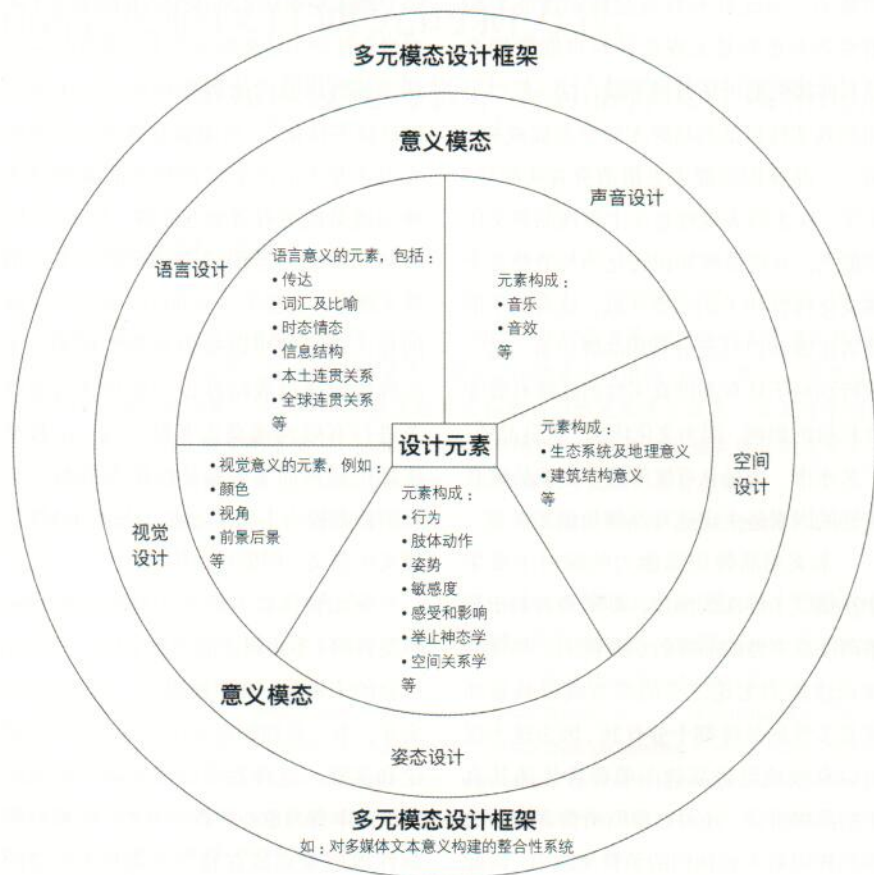 多元模态设计框架
意义模态
声音设计
语言设计
语言意义的元素，包括：
• 传达
• 词汇及比喻
• 时态情态
• 信息结构
• 本土连贯关系
• 全球连贯关系
等
元素构成：
• 音乐
• 音效
等
设计元素
元素构成：
• 生态系统及地理意义
• 建筑结构意义
等
空间
设计
• 视觉意义的元素，例如：
• 颜色
• 视角
• 前景后景
等
视觉
设计
元素构成：
• 行为
• 肢体动作
• 姿势
• 敏感度
• 感受和影响
• 举止神态学
• 空间关系学
等
意义模态
姿态设计
多元模态设计框架
如：对多媒体文本意义构建的整合性系统